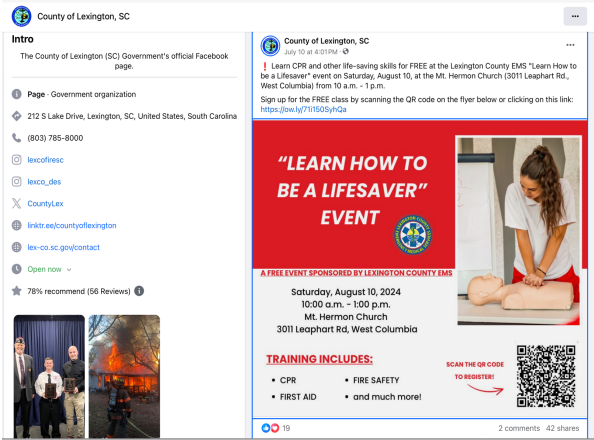 County of Lexington, SC
Intro
The County of Lexington (SC) Government's official Facebook
page.
Page · Government organization
212 S Lake Drive, Lexington, SC, United States, South Carolina
(803) 785-8000
lexcofiresc
lexco_des
CountyLex
linktr.ee/countyoflexington
lex-co.sc.gov/contact
Open now
78% recommend (56 Reviews)
County of Lexington, SC
July 10 at 4:01 PM ·
❗ Learn CPR and other life-saving skills for FREE at the Lexington County EMS "Learn How to
be a Lifesaver" event on Saturday, August 10, at the Mt. Hermon Church (3011 Leaphart Rd.,
West Columbia) from 10 a.m. - 1 p.m.
Sign up for the FREE class by scanning the QR code on the flyer below or clicking on this link:
https://ow.ly/71i150SyhQa
“LEARN HOW TO
BE A LIFESAVER”
EVENT
A FREE EVENT SPONSORED BY LEXINGTON COUNTY EMS
Saturday, August 10, 2024
10:00 a.m. - 1:00 p.m.
Mt. Hermon Church
3011 Leaphart Rd, West Columbia
TRAINING INCLUDES:
• CPR
• FIRST AID
• FIRE SAFETY
• and much more!
SCAN THE QR CODE
TO REGISTER!
19
2 comments 42 shares